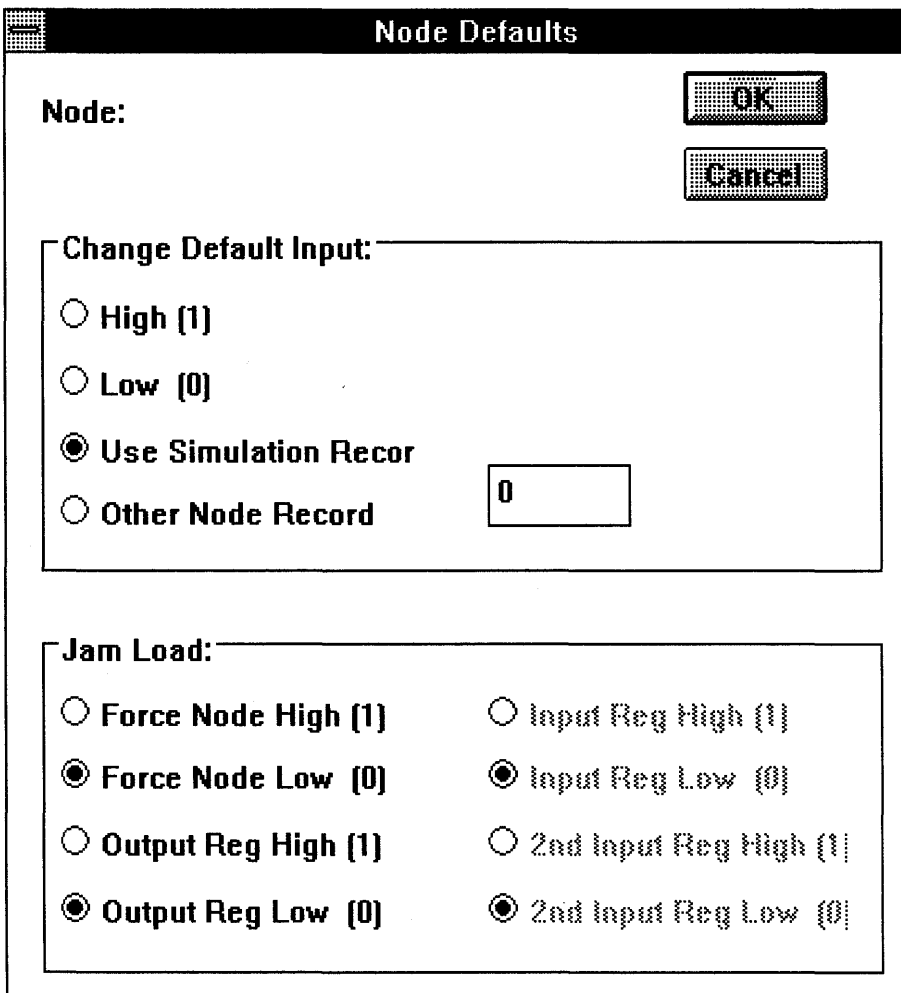 Node Defaults
Node:
OK
Cancel
Change Default Input:
High (1)
Low (0)
Use Simulation Recor
Other Node Record
0
Jam Load:
Force Node High (1)
Input Reg High (1)
Force Node Low (0)
Input Reg Low (0)
Output Reg High (1)
2nd Input Reg High (1)
Output Reg Low (0)
2nd Input Reg Low (0)